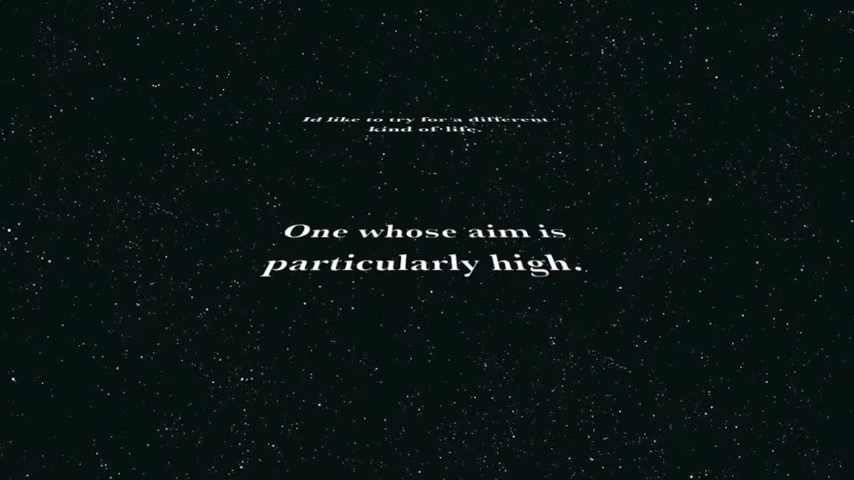 Id like to try for a different
kind of life.
One whose aim is
particularly high.